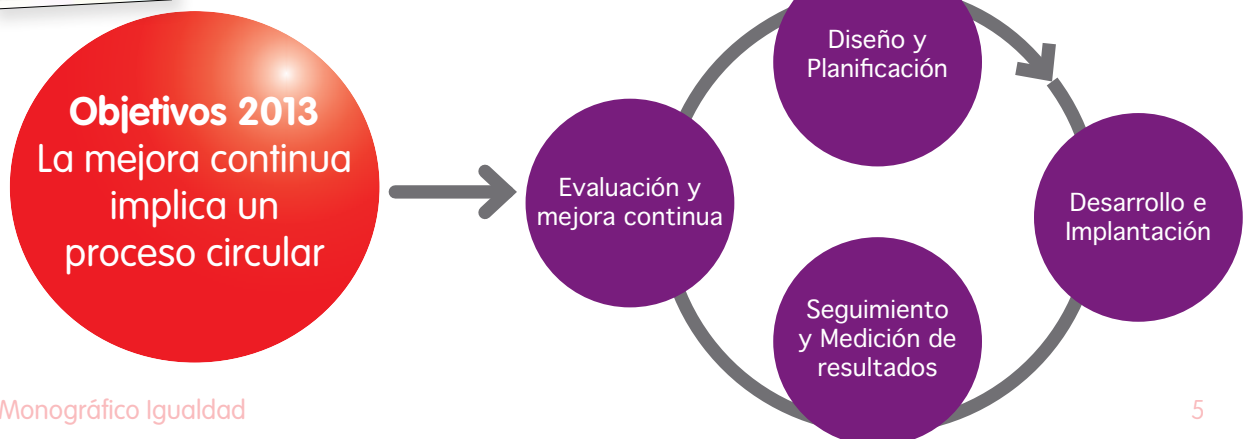 Objetivos 2013
La mejora continua
implica un
proceso circular
Evaluación y
mejora continua
Diseño y
Planificación
Desarrollo e
Implantación
Seguimiento
y Medición de
resultados
Monográfico Igualdad
5